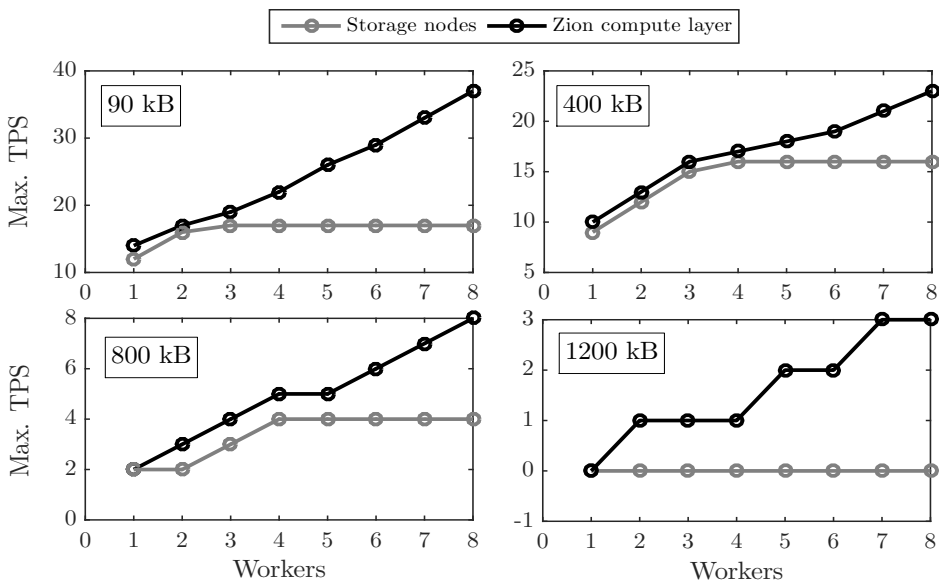 Storage nodes Zion compute layer
40
30
20
10
Max. TPS
90 kB
0 1 2 3 4 5 6 7 8
25
20
15
10
5
400 kB
0 1 2 3 4 5 6 7 8
8
6
4
2
0
Max. TPS
800 kB
0 1 2 3 4 5 6 7 8
Workers
3
2
1
0
-1
1200 kB
0 1 2 3 4 5 6 7 8
Workers